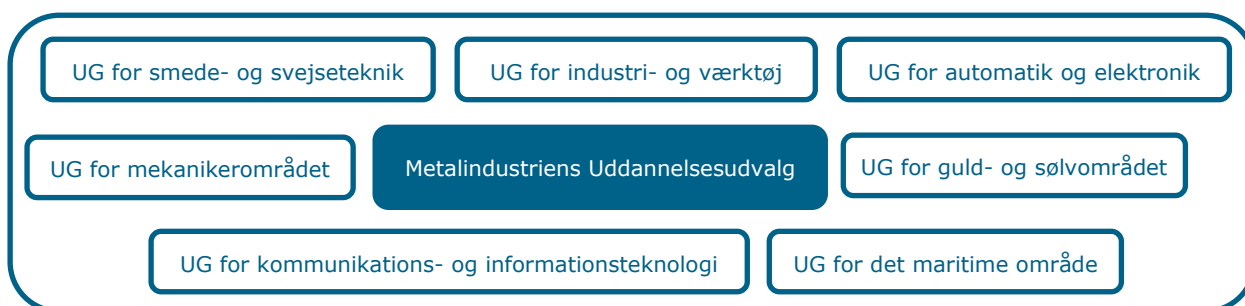 UG for smede- og svejseteknik
UG for industri- og værktøj
UG for automatik og elektronik
UG for mekanikerområdet
Metalindustriens Uddannelsesudvalg
UG for guld- og sølvområdet
UG for kommunikations- og informationsteknologi
UG for det maritime område